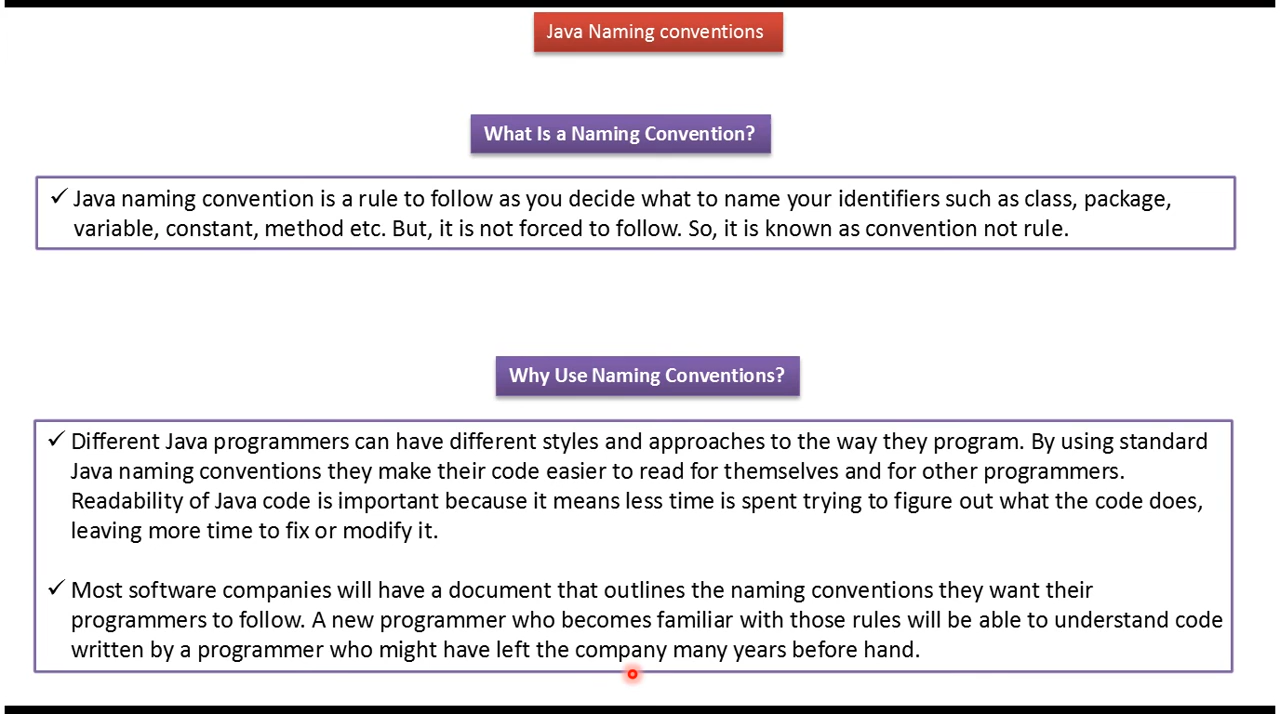 Java Naming conventions
What Is a Naming Convention?
✓ Java naming convention is a rule to follow as you decide what to name your identifiers such as class, package,
variable, constant, method etc. But, it is not forced to follow. So, it is known as convention not rule.
Why Use Naming Conventions?
✓ Different Java programmers can have different styles and approaches to the way they program. By using standard
Java naming conventions they make their code easier to read for themselves and for other programmers.
Readability of Java code is important because it means less time is spent trying to figure out what the code does,
leaving more time to fix or modify it.
✓ Most software companies will have a document that outlines the naming conventions they want their
programmers to follow. A new programmer who becomes familiar with those rules will be able to understand code
written by a programmer who might have left the company many years before hand.